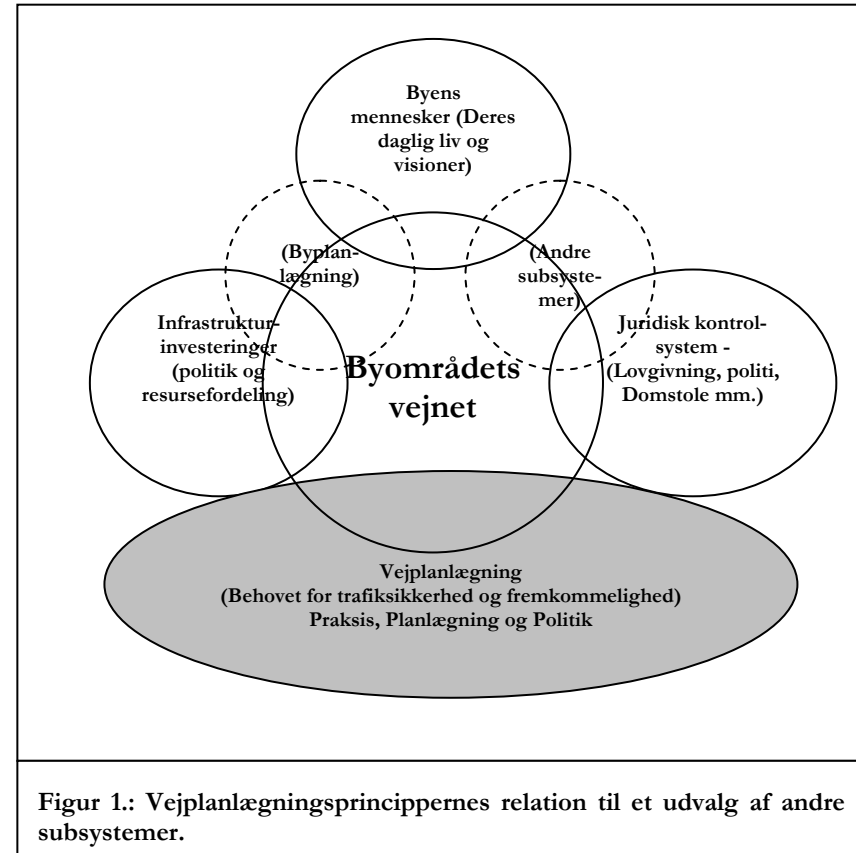 Byens
mennesker (Deres
daglig liv og
visioner)
(Byplan-
lægning)
(Andre
subsyste-
mer)
Infrastruktur-
investeringer
(politik og
resursefordeling)
Juridisk kontrol-
system -
(Lovgivning, politi,
Domstole mm.)
Byområdets
vejnet
Vejplanlægning
(Behovet for trafiksikkerhed og fremkommelighed)
Praksis, Planlægning og Politik
Figur 1.: Vejplanlægningsprincippernes relation til et udvalg af andre
subsystemer.